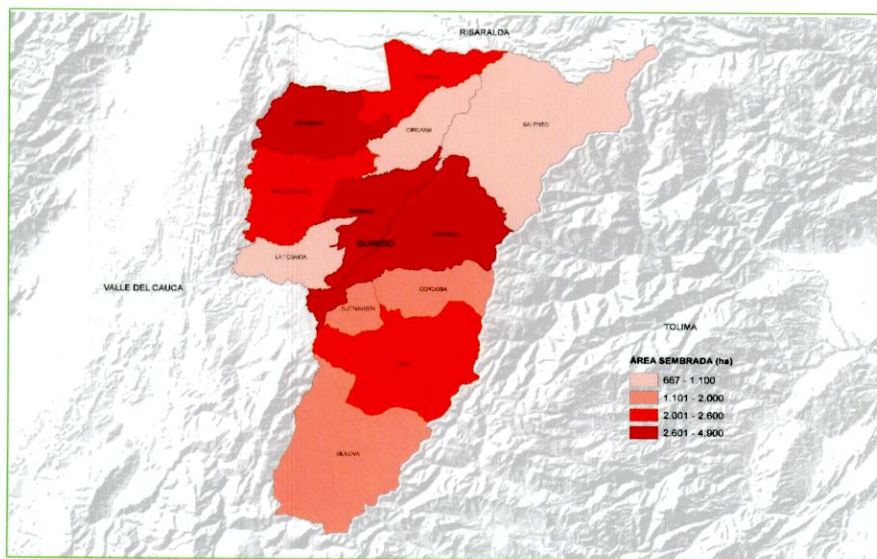 RISARALDA
SALENTO
CIRCASIA
QUINDIO
LA TEBAIDA
VALLE DEL CAUCA
CORDOBA
BUENAVISTA
TOLIMA
GENOVA
ÁREA SEMBRADA (ha)
667 - 1.100
1.101 - 2.000
2.001 - 2.600
2.601 - 4.900